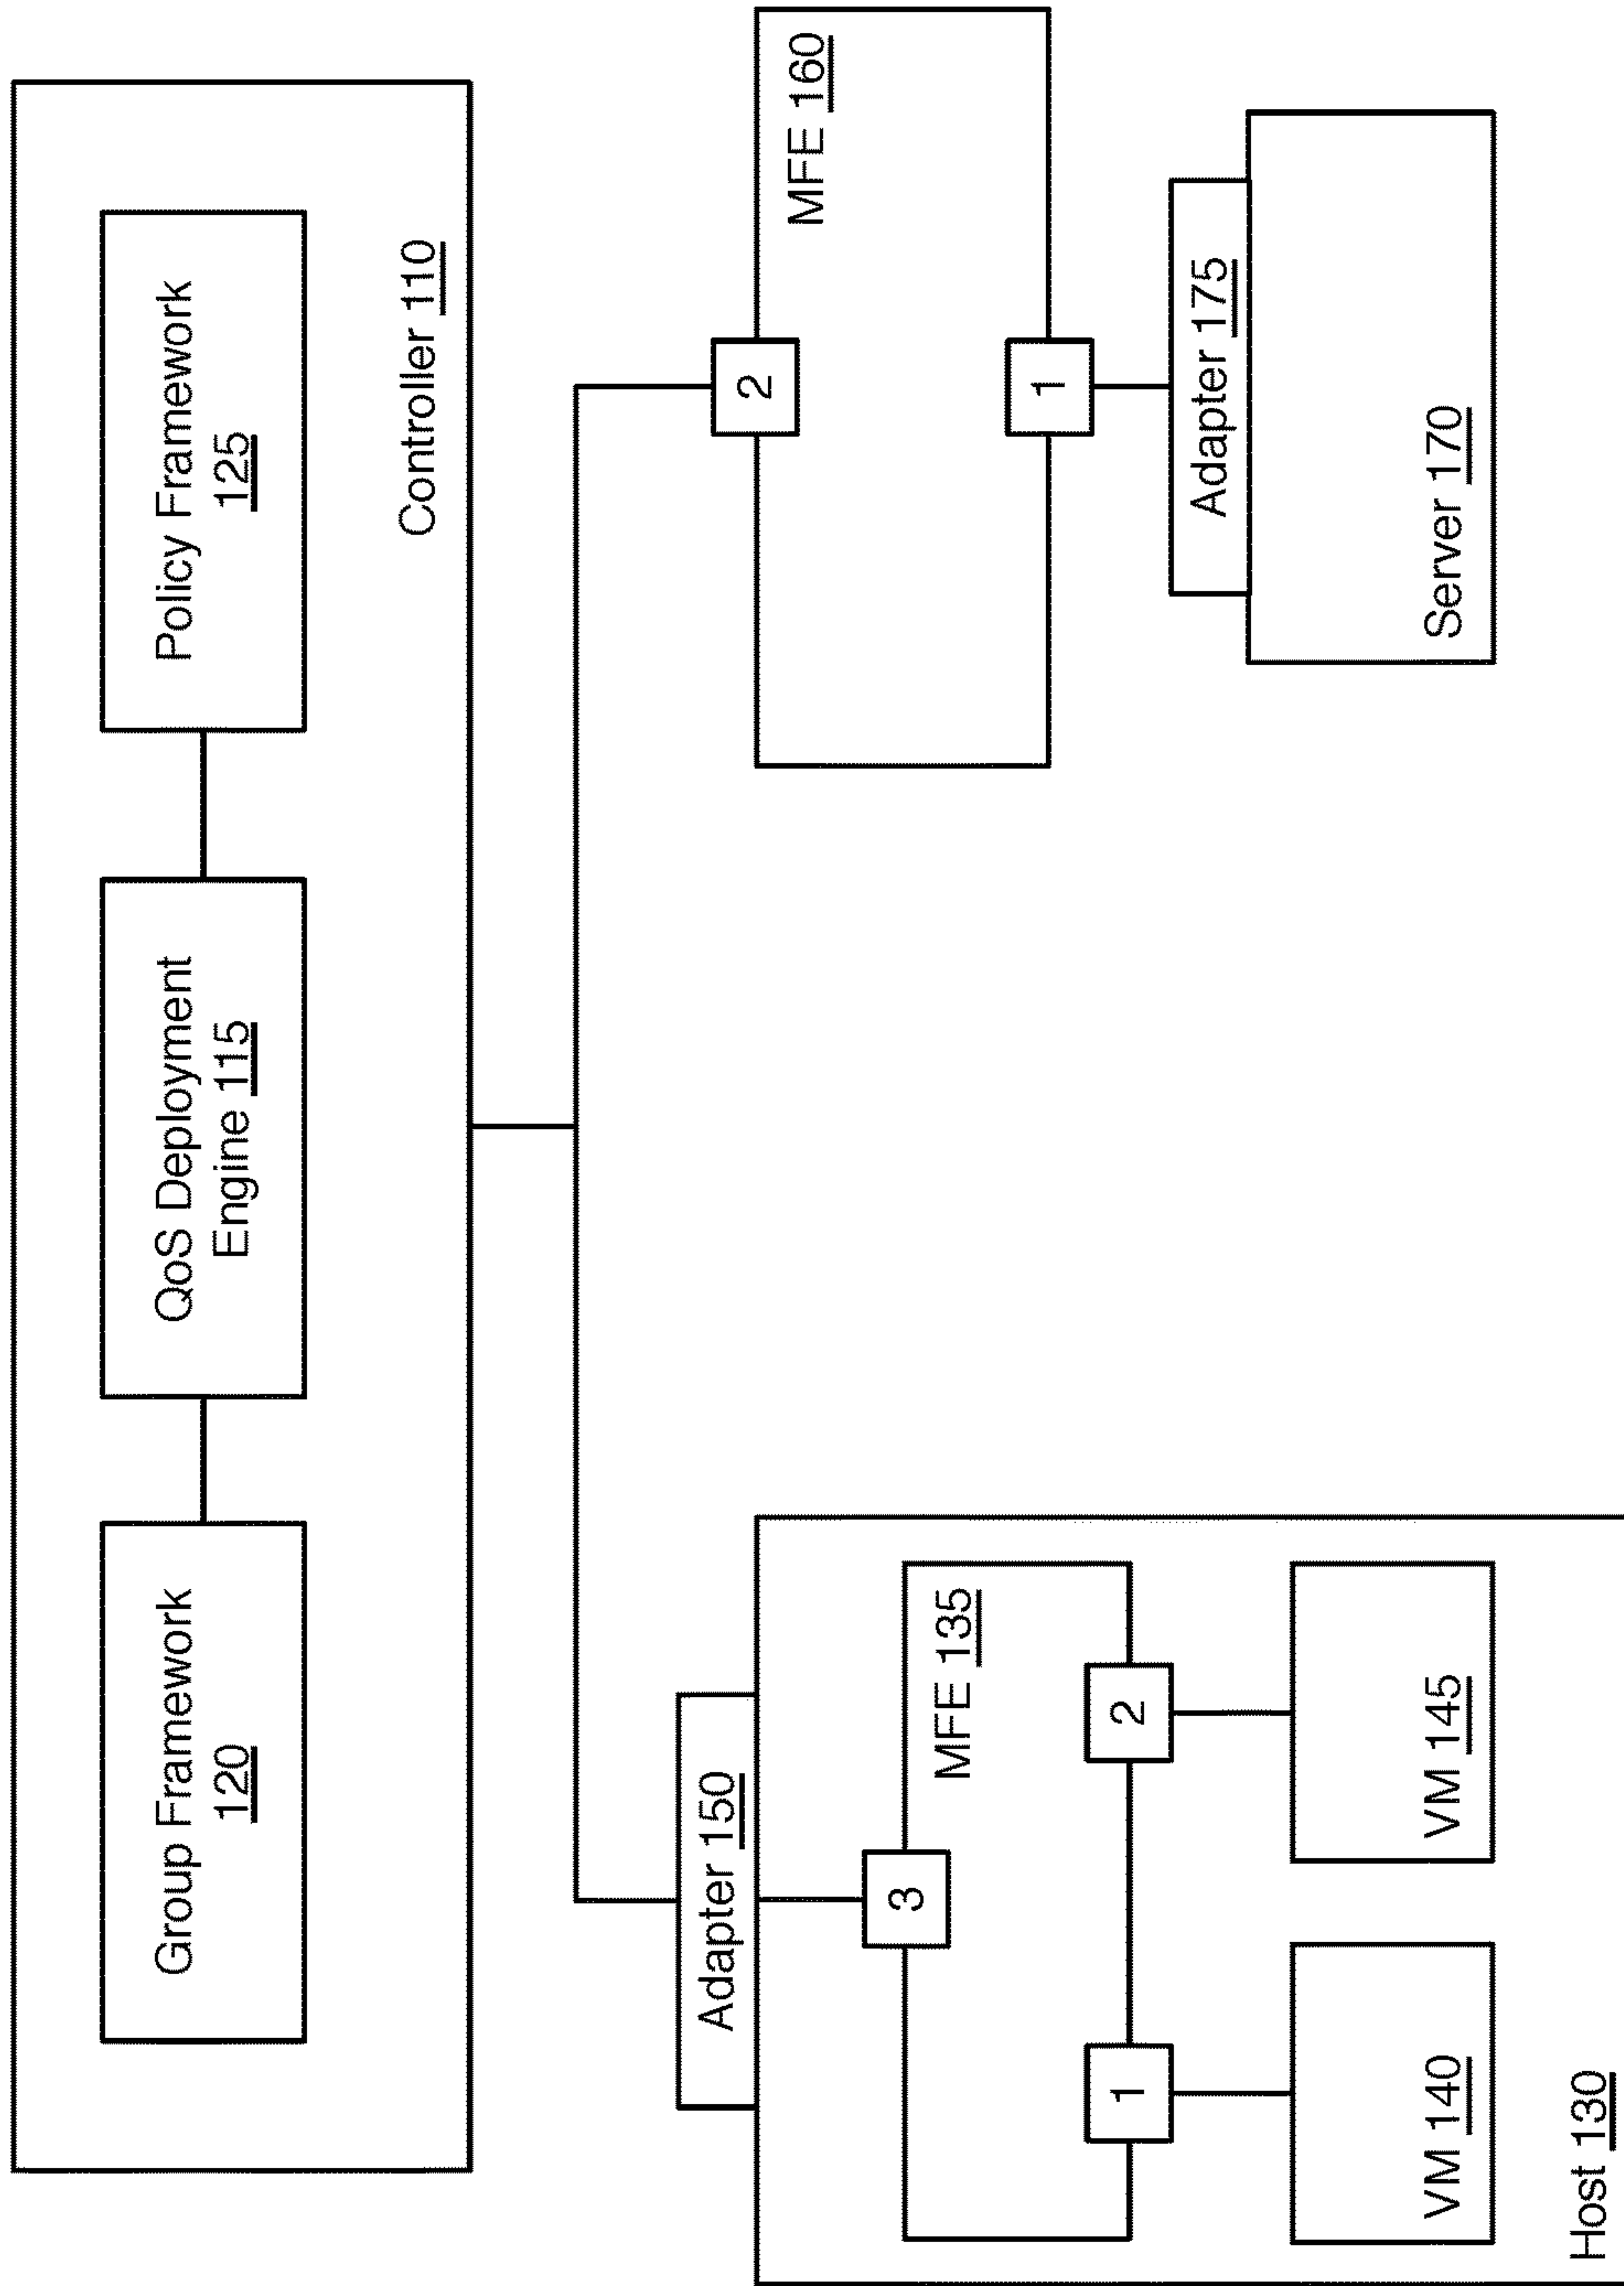 Group Framework
120
QoS Deployment
Engine 115
Policy Framework
125
Controller 110
Adapter 150
3
MFE 135
1
2
VM 140
VM 145
Host 130
2
MFE 160
1
Adapter 175
Server 170